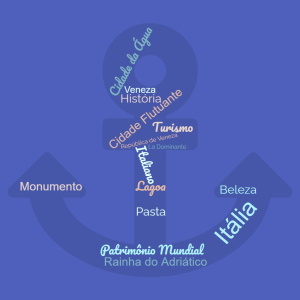 Cidade da Água
Veneza
História
Cidade Flutuante
Turismo
República de Veneza
La Dominante
Italiano
Lagoa
Monumento
Beleza
Pasta
Itália
Patrimônio Mundial
Rainha do Adriático